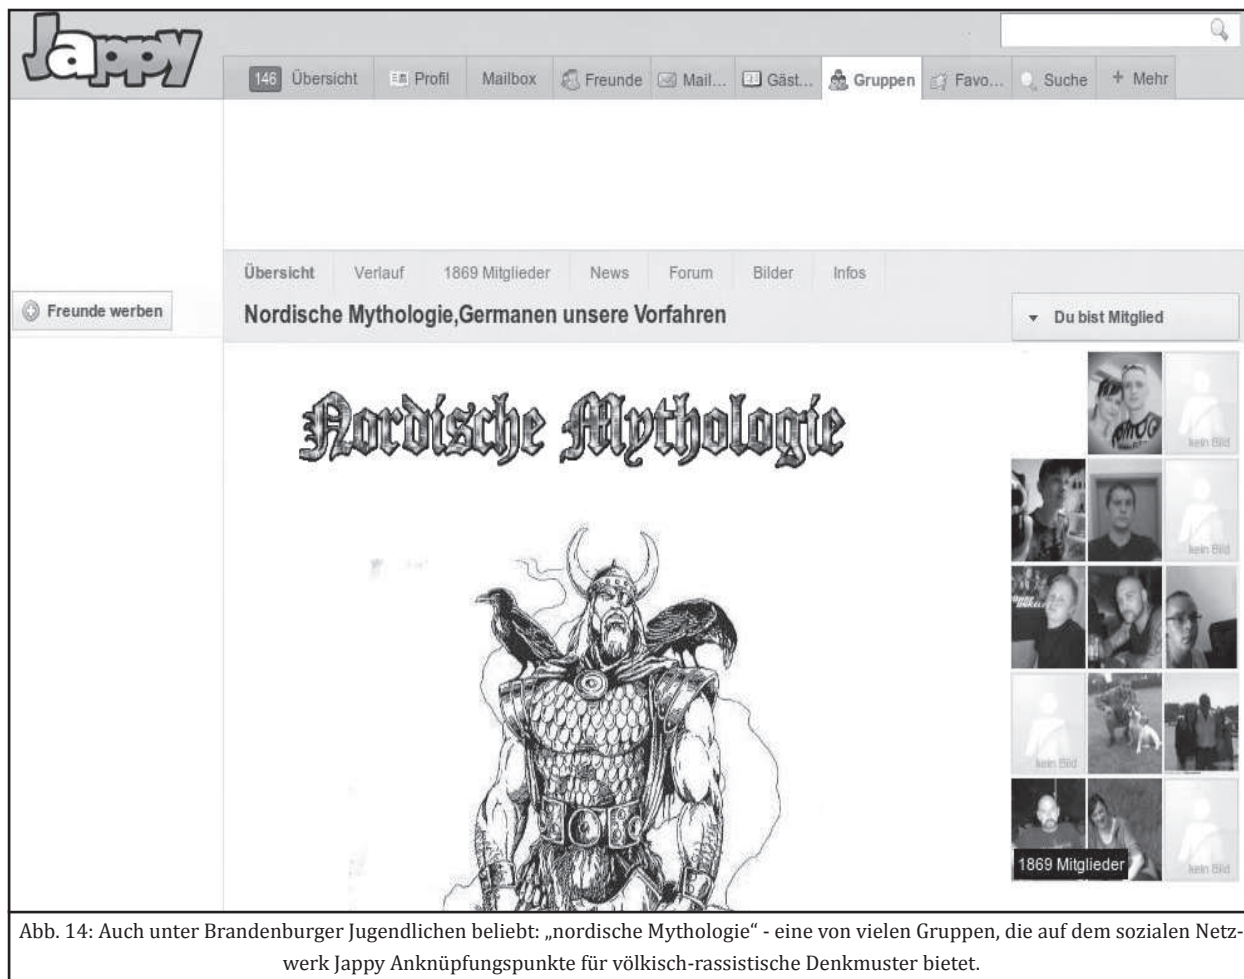 Jappy
146 Übersicht Profil Mailbox Freunde Mail... Gäst... Gruppen Favo... Suche + Mehr
Übersicht Verlauf 1869 Mitglieder News Forum Bilder Infos
Freunde werben
Nordische Mythologie,Germanen unsere Vorfahren
Du bist Mitglied
Nordische Mythologie
kein Bild
kein Bild
kein Bild
1869 Mitglieder
kein Bild
Abb. 14: Auch unter Brandenburger Jugendlichen beliebt: „nordische Mythologie“ - eine von vielen Gruppen, die auf dem sozialen Netz-
werk Jappy Anknüpfungspunkte für völkisch-rassistische Denkmuster bietet.